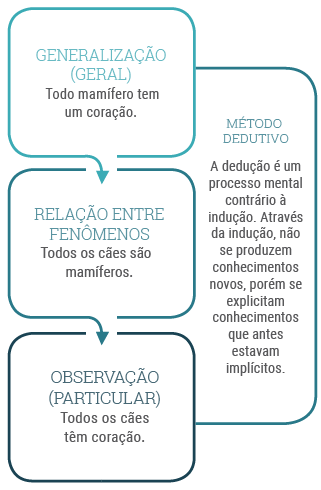 GENERALIZAÇÃO
(GERAL)
Todo mamífero tem
um coração.
RELAÇÃO ENTRE
FENÔMENOS
Todos os cães são
mamíferos.
OBSERVAÇÃO
(PARTICULAR)
Todos os cães
têm coração.
MÉTODO
DEDUTIVO
A dedução é um
processo mental
contrário à
indução. Através
da indução, não
se produzem
conhecimentos
novos, porém se
explicitam
conhecimentos
que antes
estavam
implícitos.